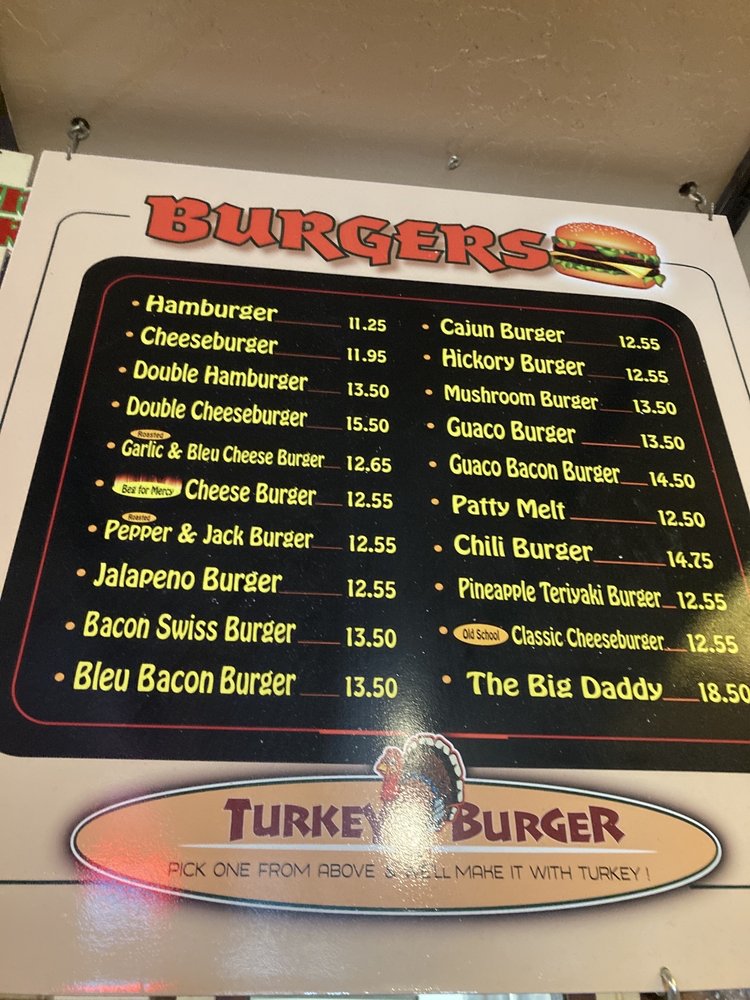 BURGERS
• Hamburger 11.25
• Cheeseburger 11.95
• Double Hamburger 13.50
• Double Cheeseburger 15.50
Roasted
• Garlic & Bleu Cheese Burger 12.65
• Beg for Mercy Cheese Burger 12.55
Roasted
• Pepper & Jack Burger 12.55
• Jalapeno Burger 12.55
• Bacon Swiss Burger 13.50
• Bleu Bacon Burger 13.50
• Cajun Burger 12.55
• Hickory Burger 12.55
• Mushroom Burger 13.50
• Guaco Burger 13.50
• Guaco Bacon Burger 14.50
• Patty Melt 12.50
• Chili Burger 14.75
• Pineapple Teriyaki Burger 12.55
• Old School Classic Cheeseburger 12.55
• The Big Daddy 18.50
TURKEY BURGER
PICK ONE FROM ABOVE & WE'LL MAKE IT WITH TURKEY !